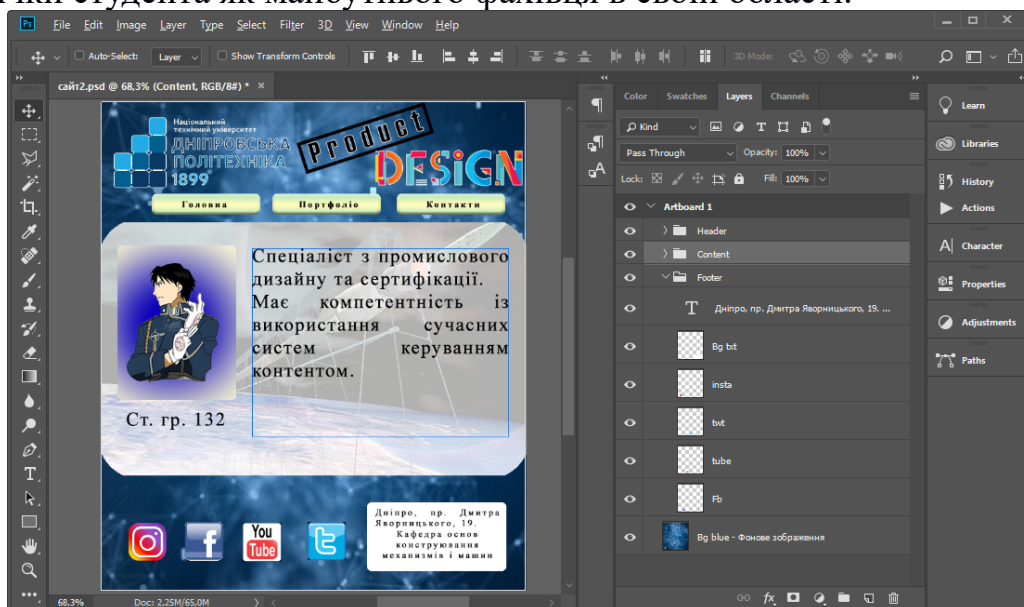 студента як майбутнього фахівця в своїй області.
Ps File Edit Image Layer Type Select Filter 3D View Window Help
Auto-Select: Layer Show Transform Controls 3D Mode:
сайт2.psd @ 68,3% (Content, RGB/8#) * ×
Національний
технічний університет
ДНІПРОВСЬКА
ПОЛІТЕХНІКА
1899
Product
DESiGN
Головна Портфоліо Контакти
Спеціаліст з промислового
дизайну та сертифікації.
Має компетентність із
використання сучасних
систем керуванням
контентом.
Ст. гр. 132
You
Tube
Дніпро, пр. Дмитра
Яворницького, 19.
Кафедра основ
конструювання
механізмів і машин
68,3% Doc: 2,25M/65,0M
Color Swatches Layers Channels
Kind
Pass Through Opacity: 100%
Lock: Fill: 100%
Artboard 1
Header
Content
Footer
Дніпро, пр. Дмитра Яворницького, 19. ...
Bg txt
insta
twt
tube
Fb
Bg blue - Фонове зображення
fx
Learn
Libraries
History
Actions
Character
Properties
Adjustments
Paths